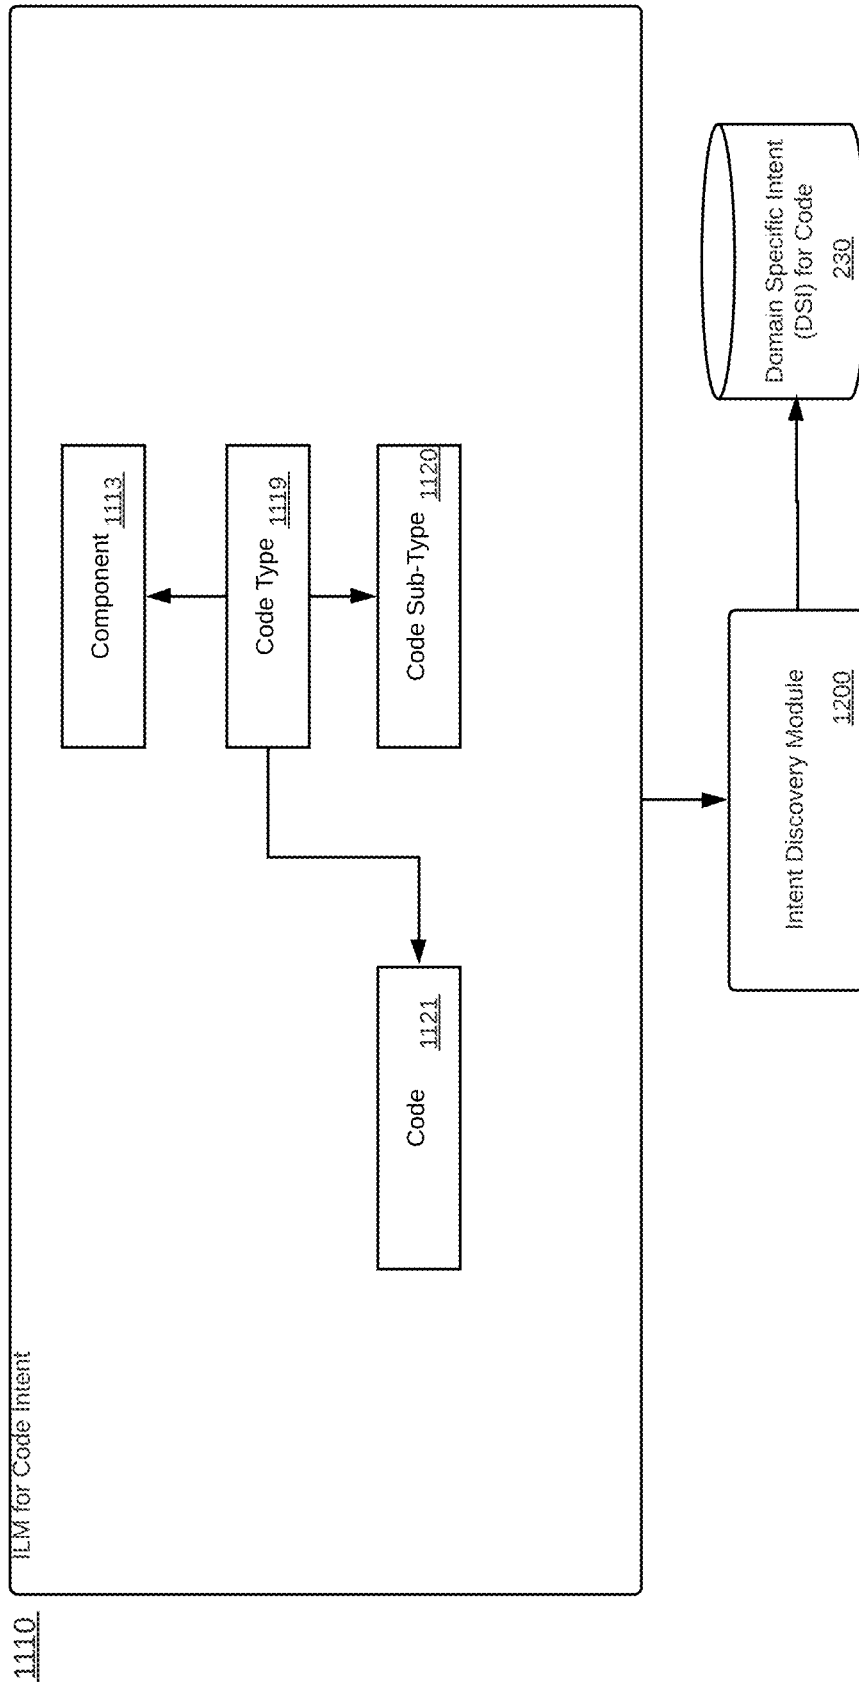 1110
ILM for Code Intent
Component
1113
Code Type
1119
Code
1121
Code Sub-Type
1120
Intent Discovery Module
1200
Domain Specific Intent
(DSI) for Code
230